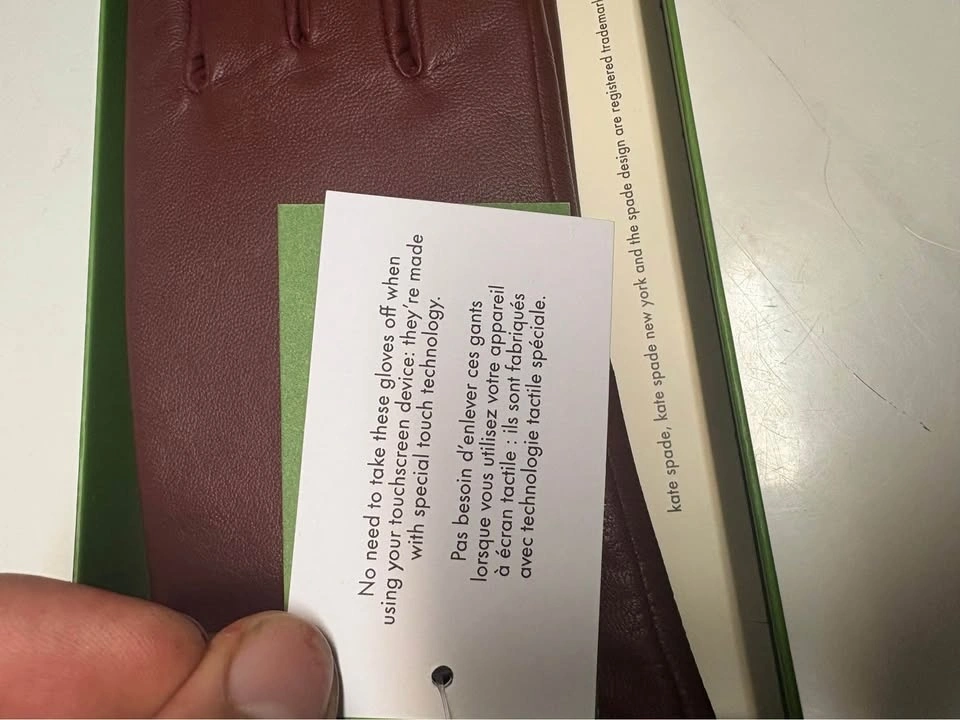 No need to take these gloves off when
using your touchscreen device: they're made
with special touch technology.
Pas besoin d'enlever ces gants
lorsque vous utilisez votre appareil
à écran tactile : ils sont fabriqués
avec technologie tactile spéciale.
kate spade, kate spade new york and the spade design are registered